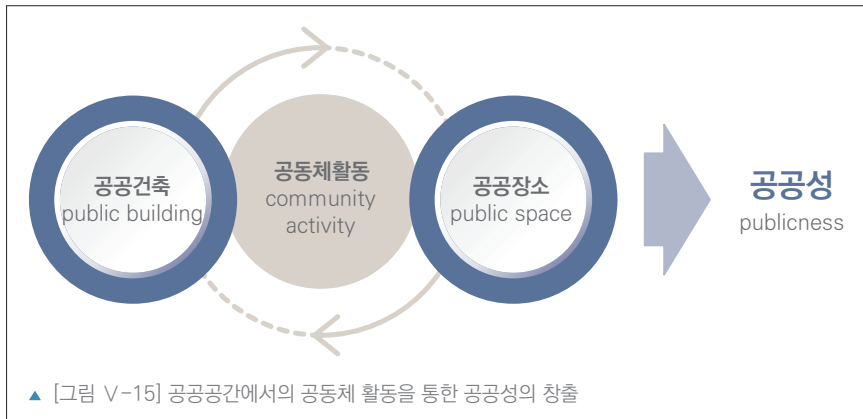 공공건축
public building
공동체활동
community
activity
공공장소
public space
공공성
publicness
▲ [그림 Ⅴ-15] 공공공간에서의 공동체 활동을 통한 공공성의 창출